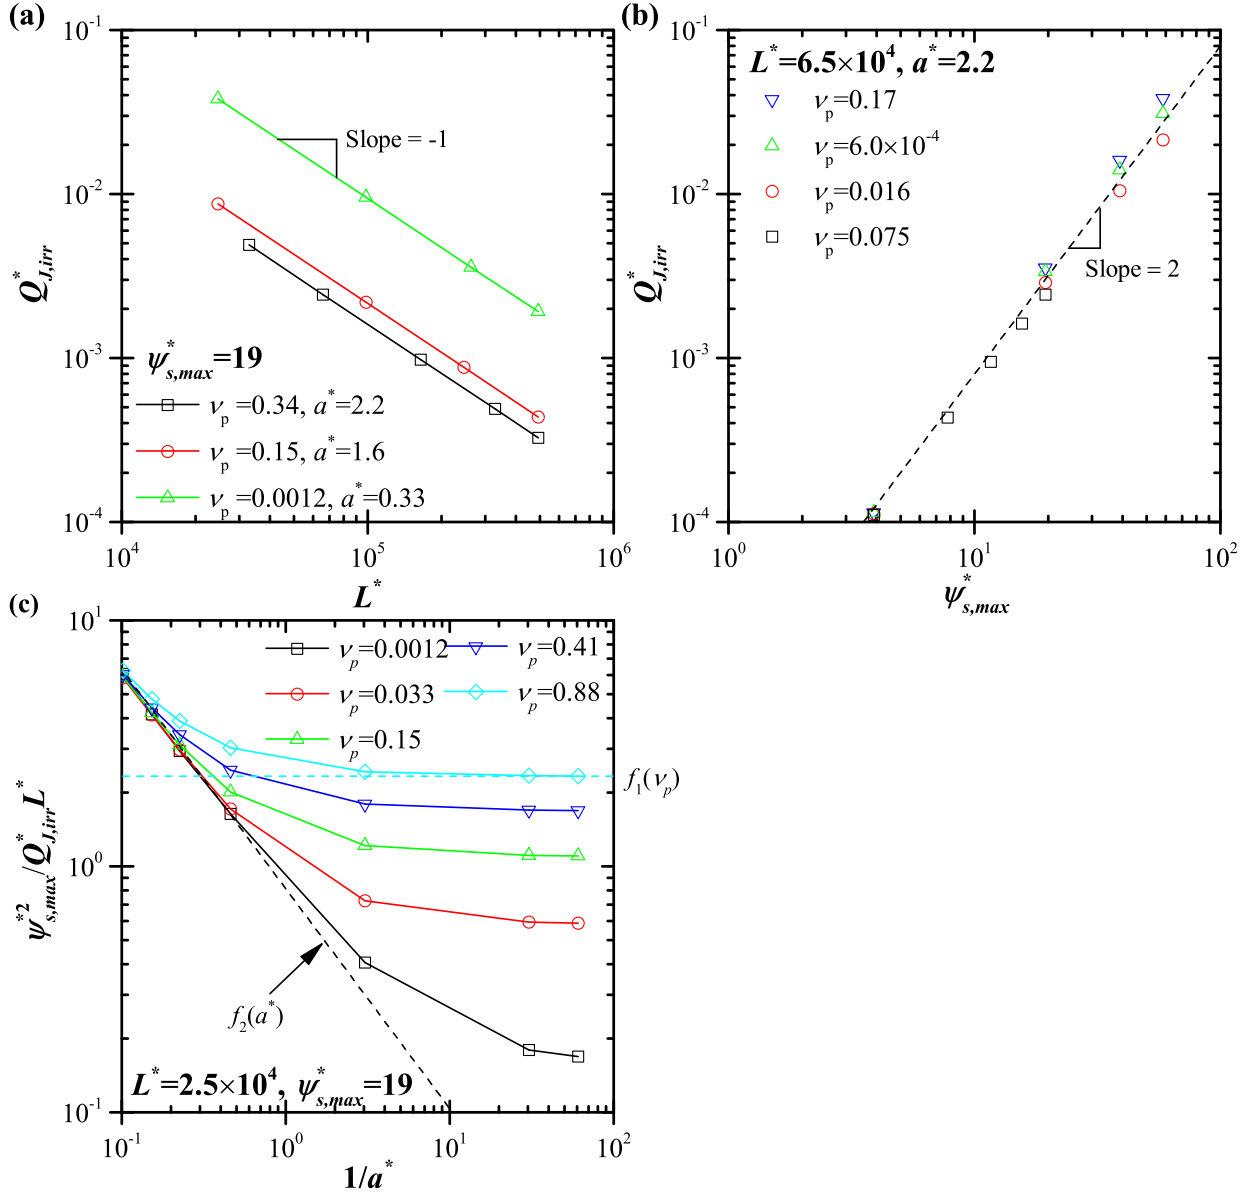 (a)
10^-1
10^-2
10^-3
10^-4
Q*J,irr
Slope = -1
ψ*s,max=19
νp=0.34, a*=2.2
νp=0.15, a*=1.6
νp=0.0012, a*=0.33
10^4 10^5 10^6
L*
(b)
10^-1
10^-2
10^-3
10^-4
Q*J,irr
L*=6.5×10^4, a*=2.2
νp=0.17
νp=6.0×10^-4
νp=0.016
νp=0.075
Slope = 2
10^0 10^1 10^2
ψ*s,max
(c)
10^1
10^0
10^-1
ψ*2s,max/Q*J,irrL*
νp=0.0012 νp=0.41
νp=0.033 νp=0.88
νp=0.15
f1(νp)
f2(a*)
L*=2.5×10^4, ψ*s,max=19
10^-1 10^0 10^1 10^2
1/a*